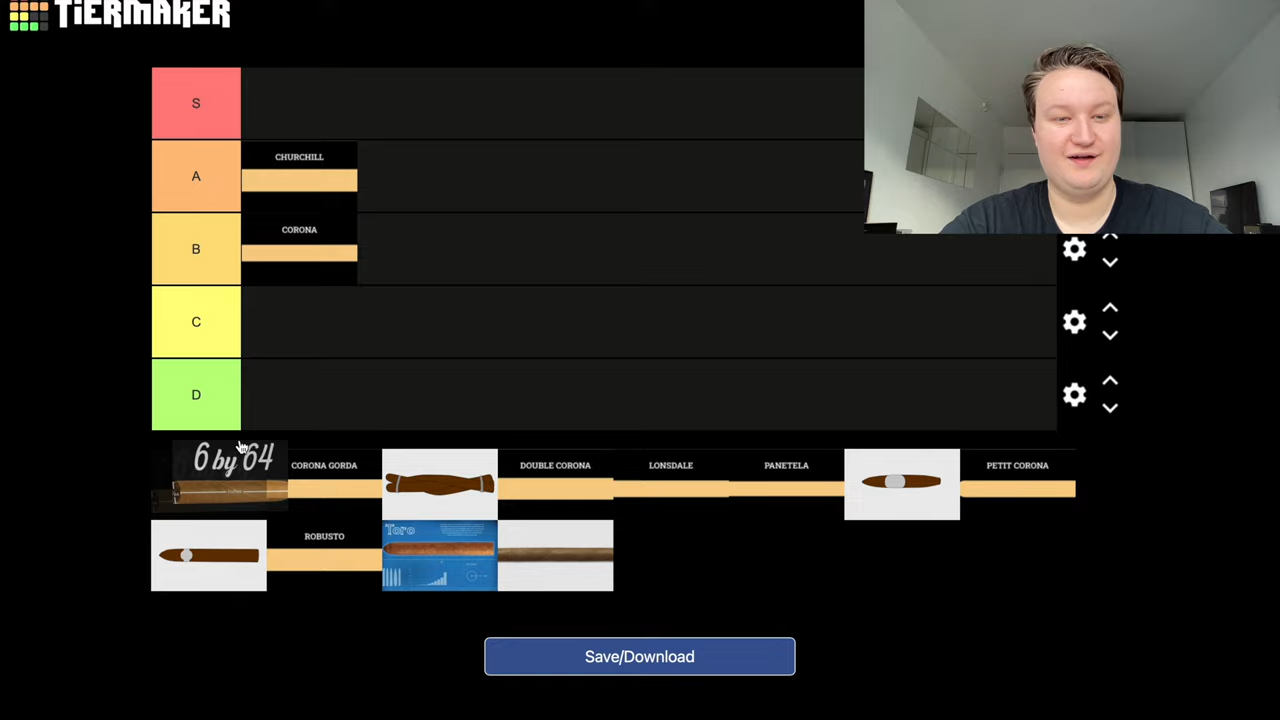 TiERMAKER
S
A
CHURCHILL
B
CORONA
C
D
6 by 64
CORONA GORDA
DOUBLE CORONA
LONSDALE
PANETELA
PETIT CORONA
ROBUSTO
Toro
Save/Download